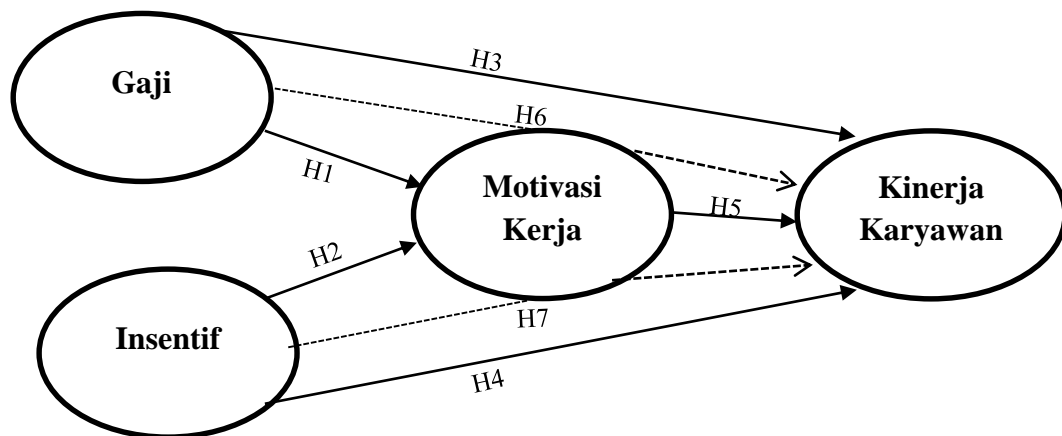 H3
Gaji
H6
H1
Motivasi
Kerja
Kinerja
Karyawan
H5
H2
Insentif
H7
H4